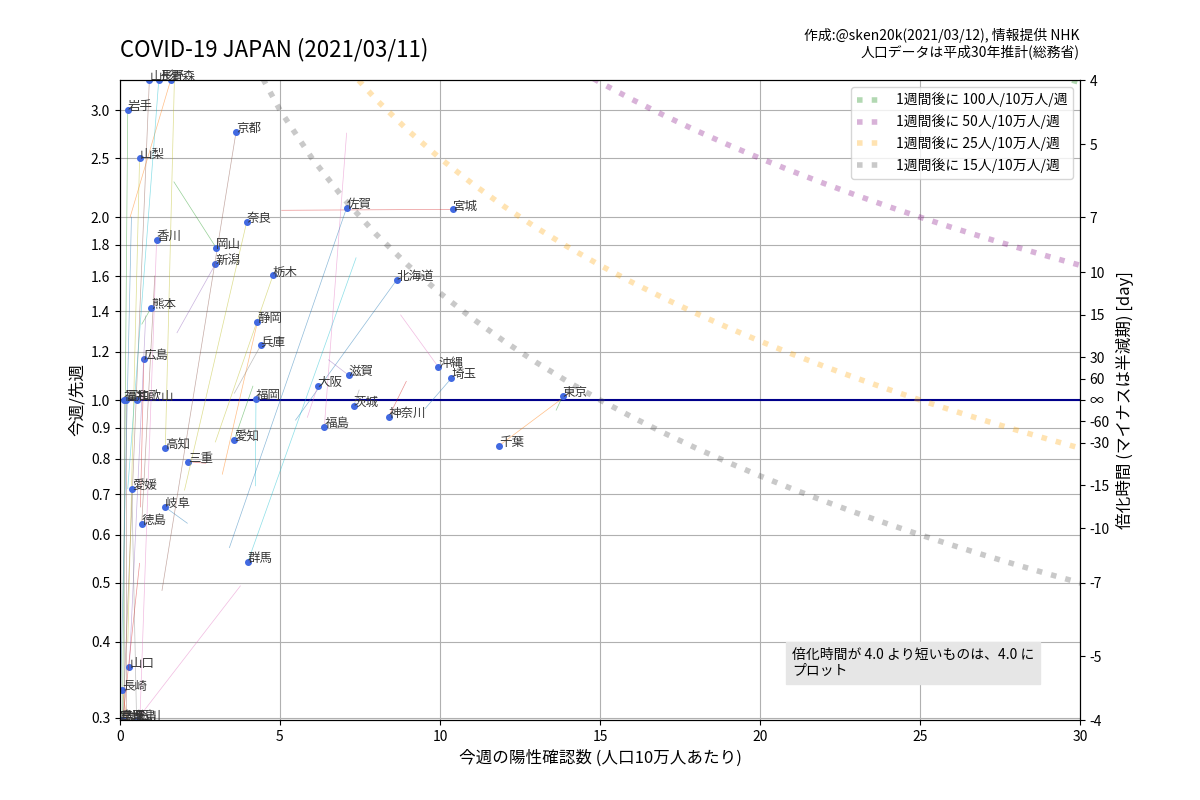 COVID-19 JAPAN (2021/03/11)
作成:@sken20k(2021/03/12), 情報提供 NHK
人口データは平成30年推計(総務省)
1週間後に 100人/10万人/週
1週間後に 50人/10万人/週
1週間後に 25人/10万人/週
1週間後に 15人/10万人/週
岩手
京都
山梨
佐賀
宮城
奈良
香川
岡山
新潟
栃木
北海道
熊本
静岡
兵庫
広島
沖縄
滋賀
埼玉
大阪
東京
福岡
茨城
神奈川
福島
愛知
千葉
高知
三重
愛媛
岐阜
徳島
群馬
山口
長崎
倍化時間が 4.0 より短いものは、4.0 に
プロット
今週/先週
3.0
2.5
2.0
1.8
1.6
1.4
1.2
1.0
0.9
0.8
0.7
0.6
0.5
0.4
0.3
4
5
7
10
15
30
60
∞
-60
-30
-15
-10
-7
-5
-4
倍化時間 (マイナスは半減期) [day]
0
5
10
15
20
25
30
今週の陽性確認数 (人口10万人あたり)